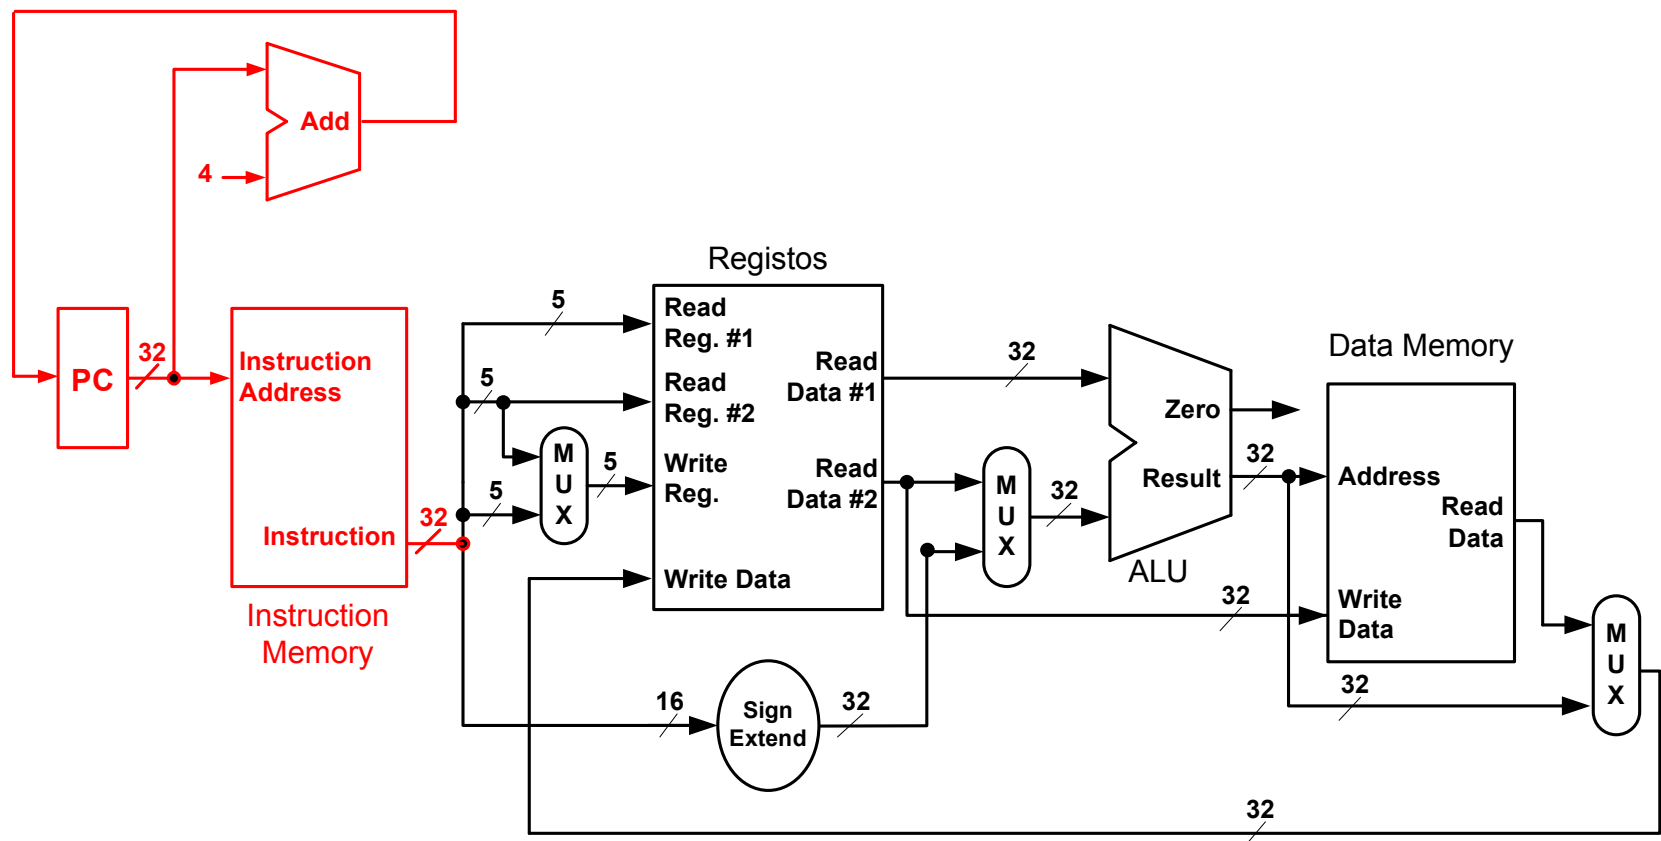 Add
4
Registos
5
Read
Reg. #1
PC
32
Instruction
Address
Instruction
32
Instruction
Memory
5
Read
Reg. #2
M
U
X
5
5
Write
Reg.
Write Data
Read
Data #1
Read
Data #2
32
M
U
X
32
Zero
Result
ALU
32
Data Memory
Address
Read
Data
Write
Data
32
32
M
U
X
16
Sign
Extend
32
32